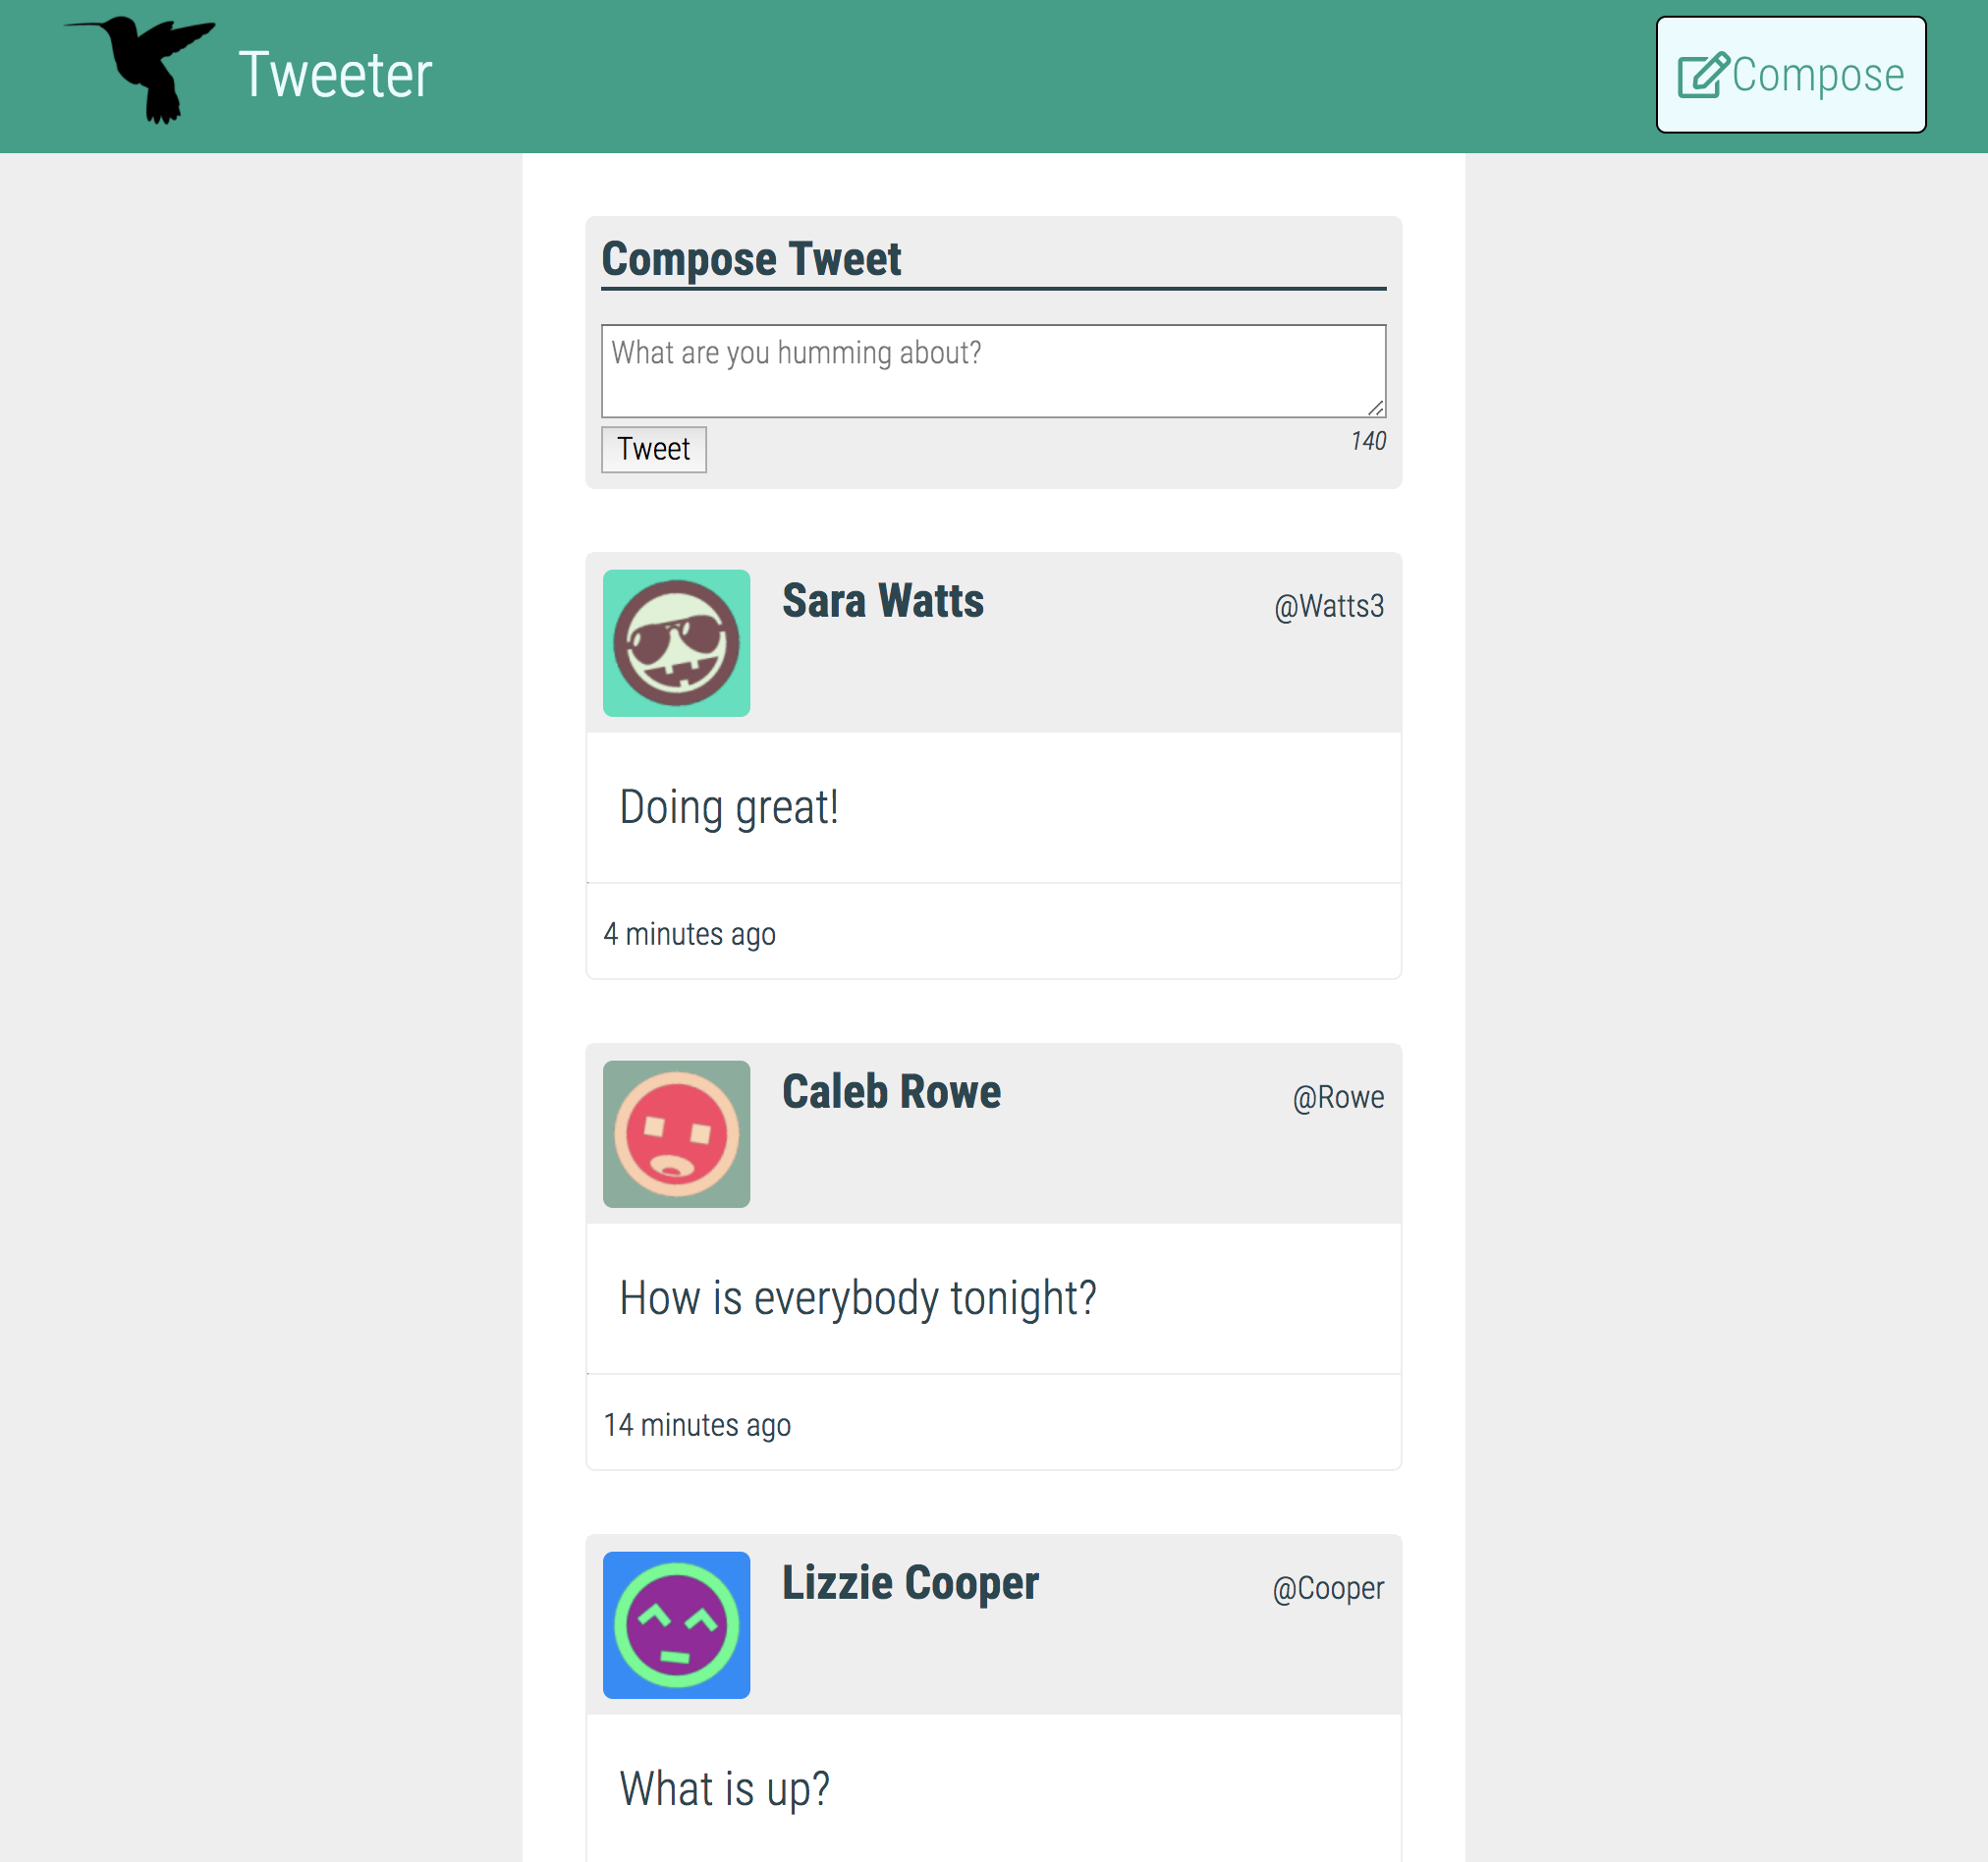 Tweeter
Compose
Compose Tweet
What are you humming about?
Tweet
140
Sara Watts
@Watts3
Doing great!
4 minutes ago
Caleb Rowe
@Rowe
How is everybody tonight?
14 minutes ago
Lizzie Cooper
@Cooper
What is up?